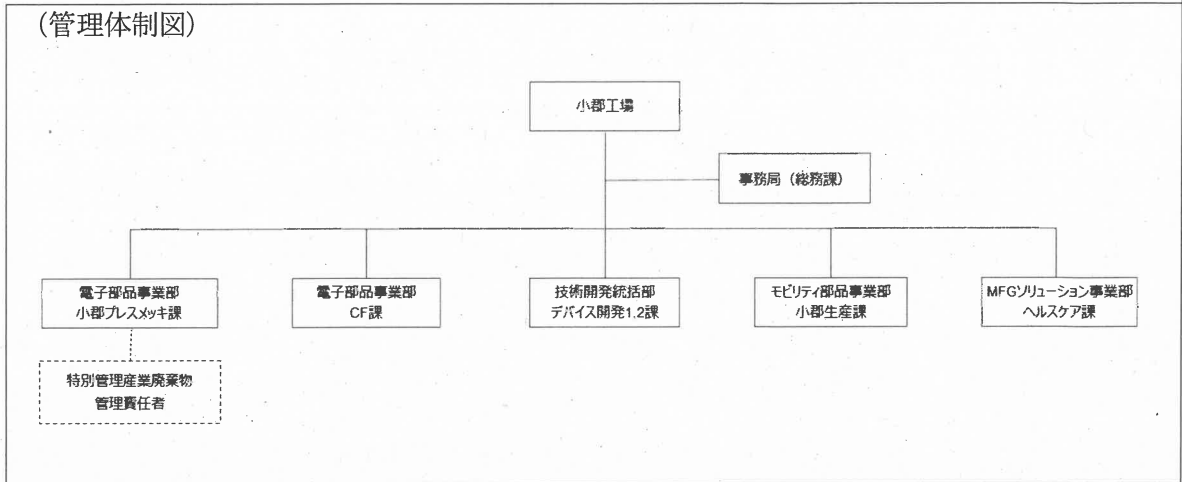 (管理体制図)
小郡工場
事務局（総務課）
電子部品事業部
小郡プレスメッキ課
電子部品事業部
CF課
技術開発統括部
デバイス開発1,2課
モビリティ部品事業部
小郡生産課
MFGソリューション事業部
ヘルスケア課
特別管理産業廃棄物
管理責任者